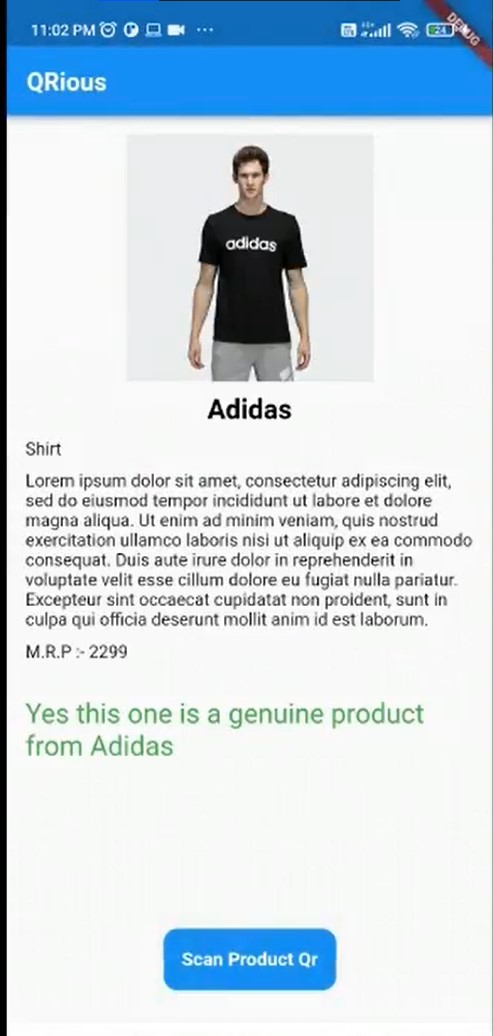 11:02 PM
DEBUG
24
QRious
adidas
Adidas
Shirt
Lorem ipsum dolor sit amet, consectetur adipiscing elit,
sed do eiusmod tempor incididunt ut labore et dolore
magna aliqua. Ut enim ad minim veniam, quis nostrud
exercitation ullamco laboris nisi ut aliquip ex ea commodo
consequat. Duis aute irure dolor in reprehenderit in
voluptate velit esse cillum dolore eu fugiat nulla pariatur.
Excepteur sint occaecat cupidatat non proident, sunt in
culpa qui officia deserunt mollit anim id est laborum.
M.R.P :- 2299
Yes this one is a genuine product
from Adidas
Scan Product Qr